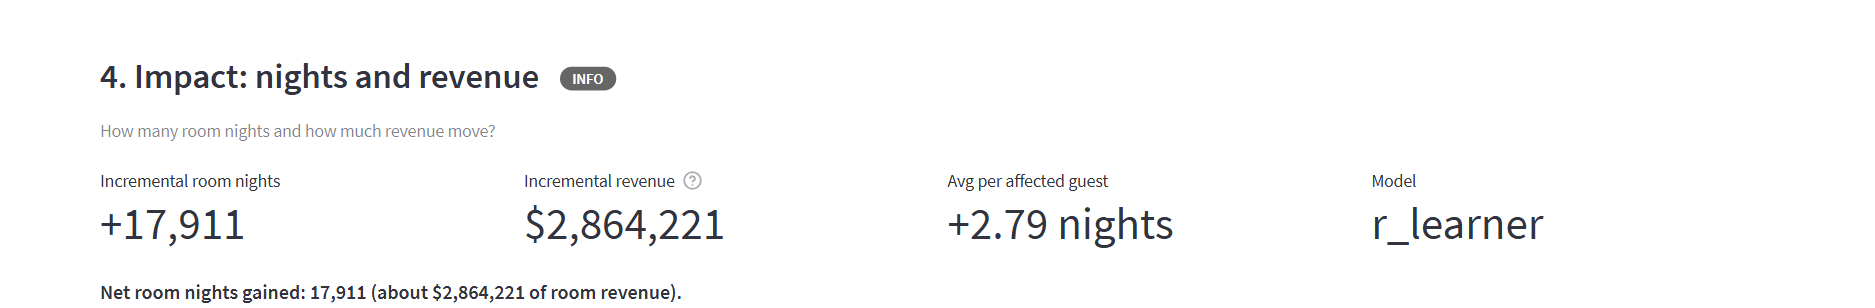 4. Impact: nights and revenue INFO
How many room nights and how much revenue move?
Incremental room nights
+17,911
Incremental revenue ?
$2,864,221
Avg per affected guest
+2.79 nights
Model
r_learner
Net room nights gained: 17,911 (about $2,864,221 of room revenue).